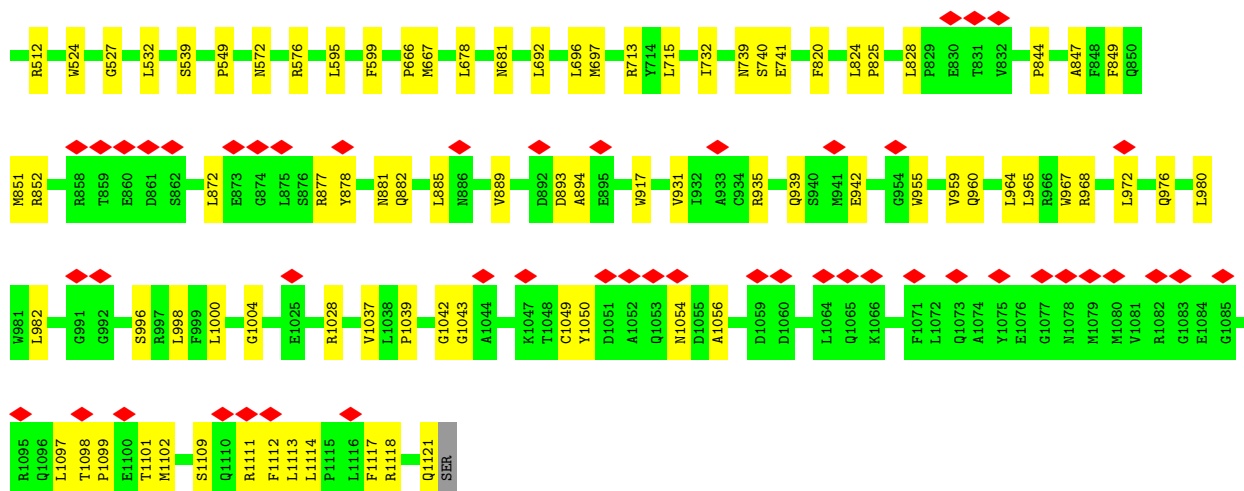 R512 W524 G527 L532 S539 P549 N572 R576 L595 F599 P666 M667 L678 N681 L692 L696 M697 R713 Y714 L715 I732 N739 S740 E741 F820 L824 P825 L828 P829 E830 T831 V832 P844 A847 F848 F849 Q850
M851 R852 R858 T859 E860 D861 S862 L872 E873 G874 L875 S876 R877 Y878 N881 Q882 L885 N886 V889 D892 D893 A894 E895 W917 V931 I932 A933 C934 R935 Q939 S940 M941 E942 G954 W955 V959 Q960 L964 L965 R966 W967 R968 L972 Q976 L980
W981 L982 G991 G992 S996 R997 L998 F999 L1000 G1004 E1025 R1028 V1037 L1038 P1039 G1042 G1043 A1044 K1047 T1048 C1049 Y1050 D1051 A1052 Q1053 N1054 D1055 A1056 D1059 D1060 L1064 Q1065 K1066 F1071 L1072 Q1073 A1074 Y1075 E1076 G1077 N1078 M1079 M1080 V1081 R1082 G1083 E1084 G1085
R1095 Q1096 L1097 T1098 P1099 E1100 T1101 M1102 S1109 Q1110 R1111 F1112 L1113 L1114 P1115 L1116 F1117 R1118 Q1121 SER